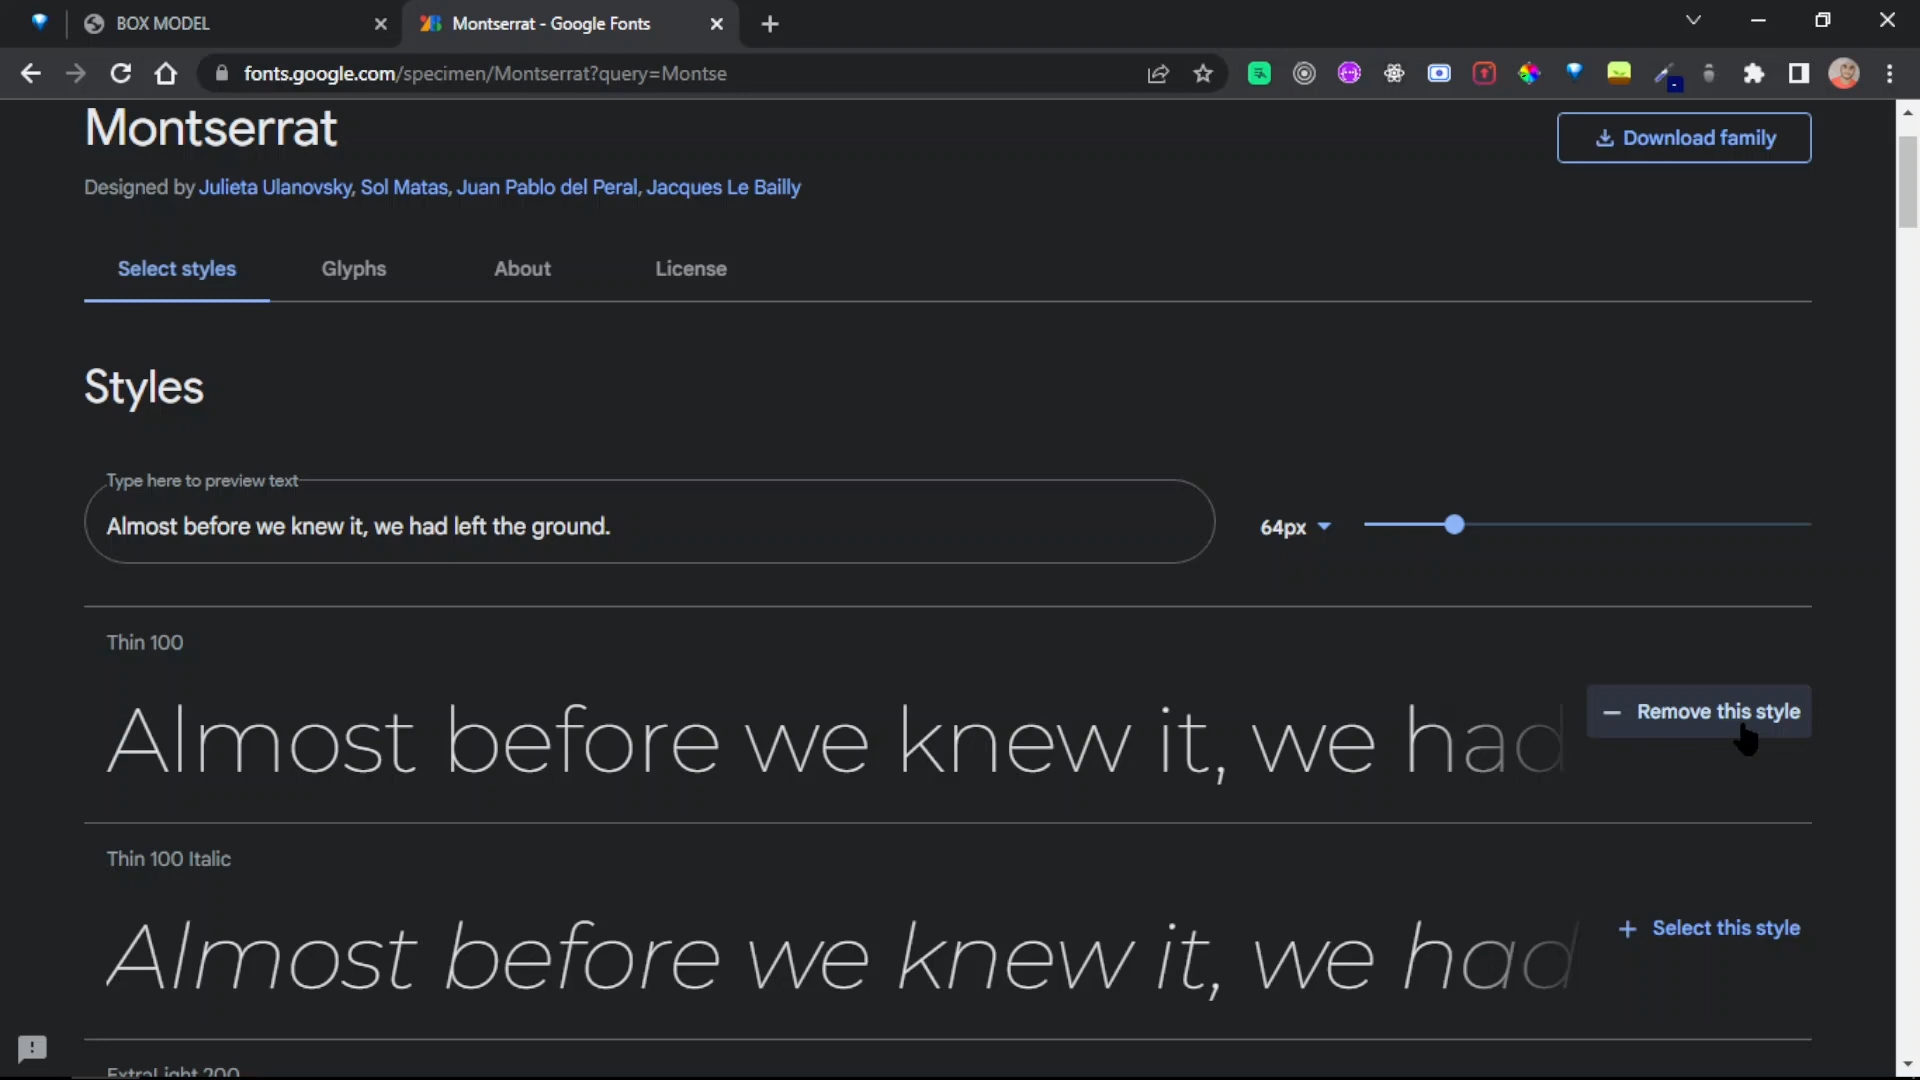 BOX MODEL
Montserrat - Google Fonts
fonts.google.com/specimen/Montserrat?query=Montse
Montserrat
Download family
Designed by Julieta Ulanovsky, Sol Matas, Juan Pablo del Peral, Jacques Le Bailly
Select styles
Glyphs
About
License
Styles
Type here to preview text
Almost before we knew it, we had left the ground.
64px
Thin 100
Almost before we knew it, we had
Remove this style
Thin 100 Italic
Almost before we knew it, we had
Select this style
ExtraLight 200